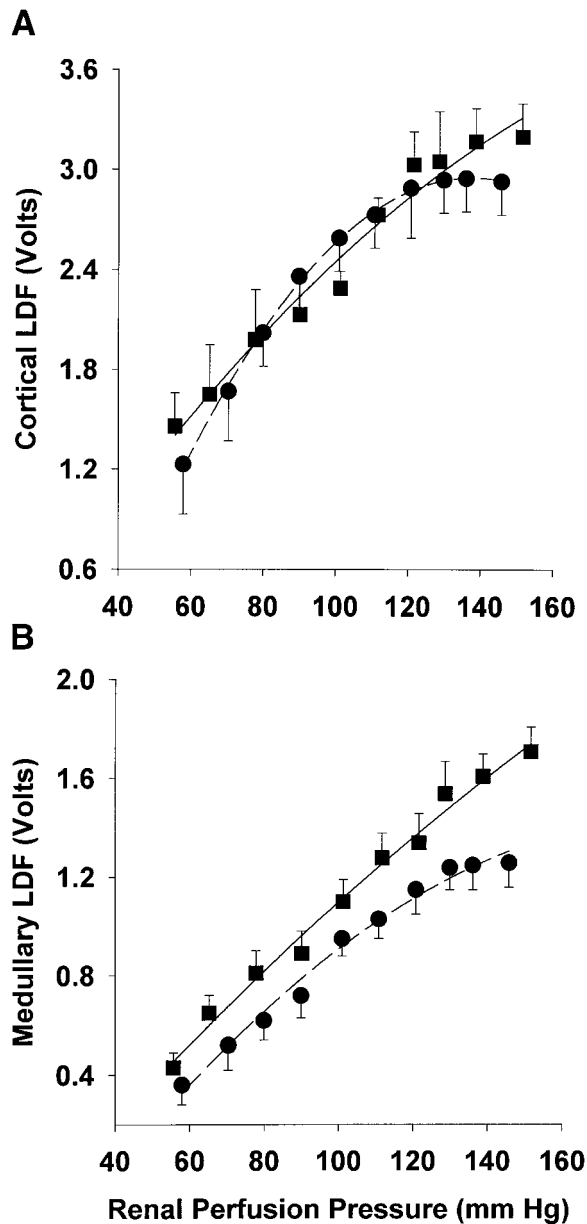 A
3.6
3.0
2.4
1.8
1.2
0.6
Cortical LDF (Volts)
40 60 80 100 120 140 160
B
2.0
1.6
1.2
0.8
0.4
Medullary LDF (Volts)
40 60 80 100 120 140 160
Renal Perfusion Pressure (mm Hg)